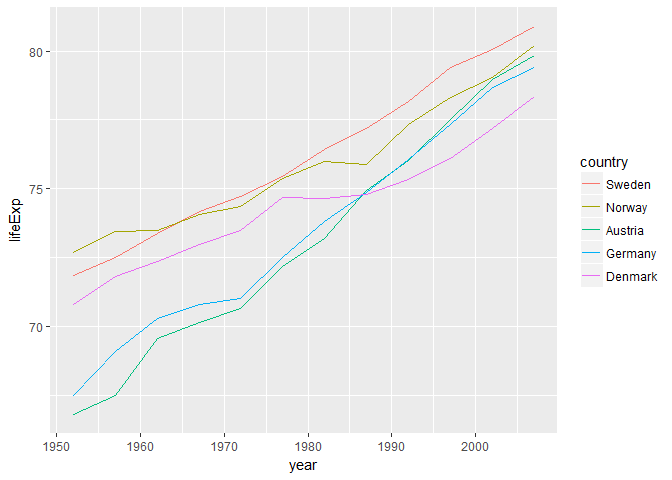 80
75
70
lifeExp
1950 1960 1970 1980 1990 2000
year
country
Sweden
Norway
Austria
Germany
Denmark